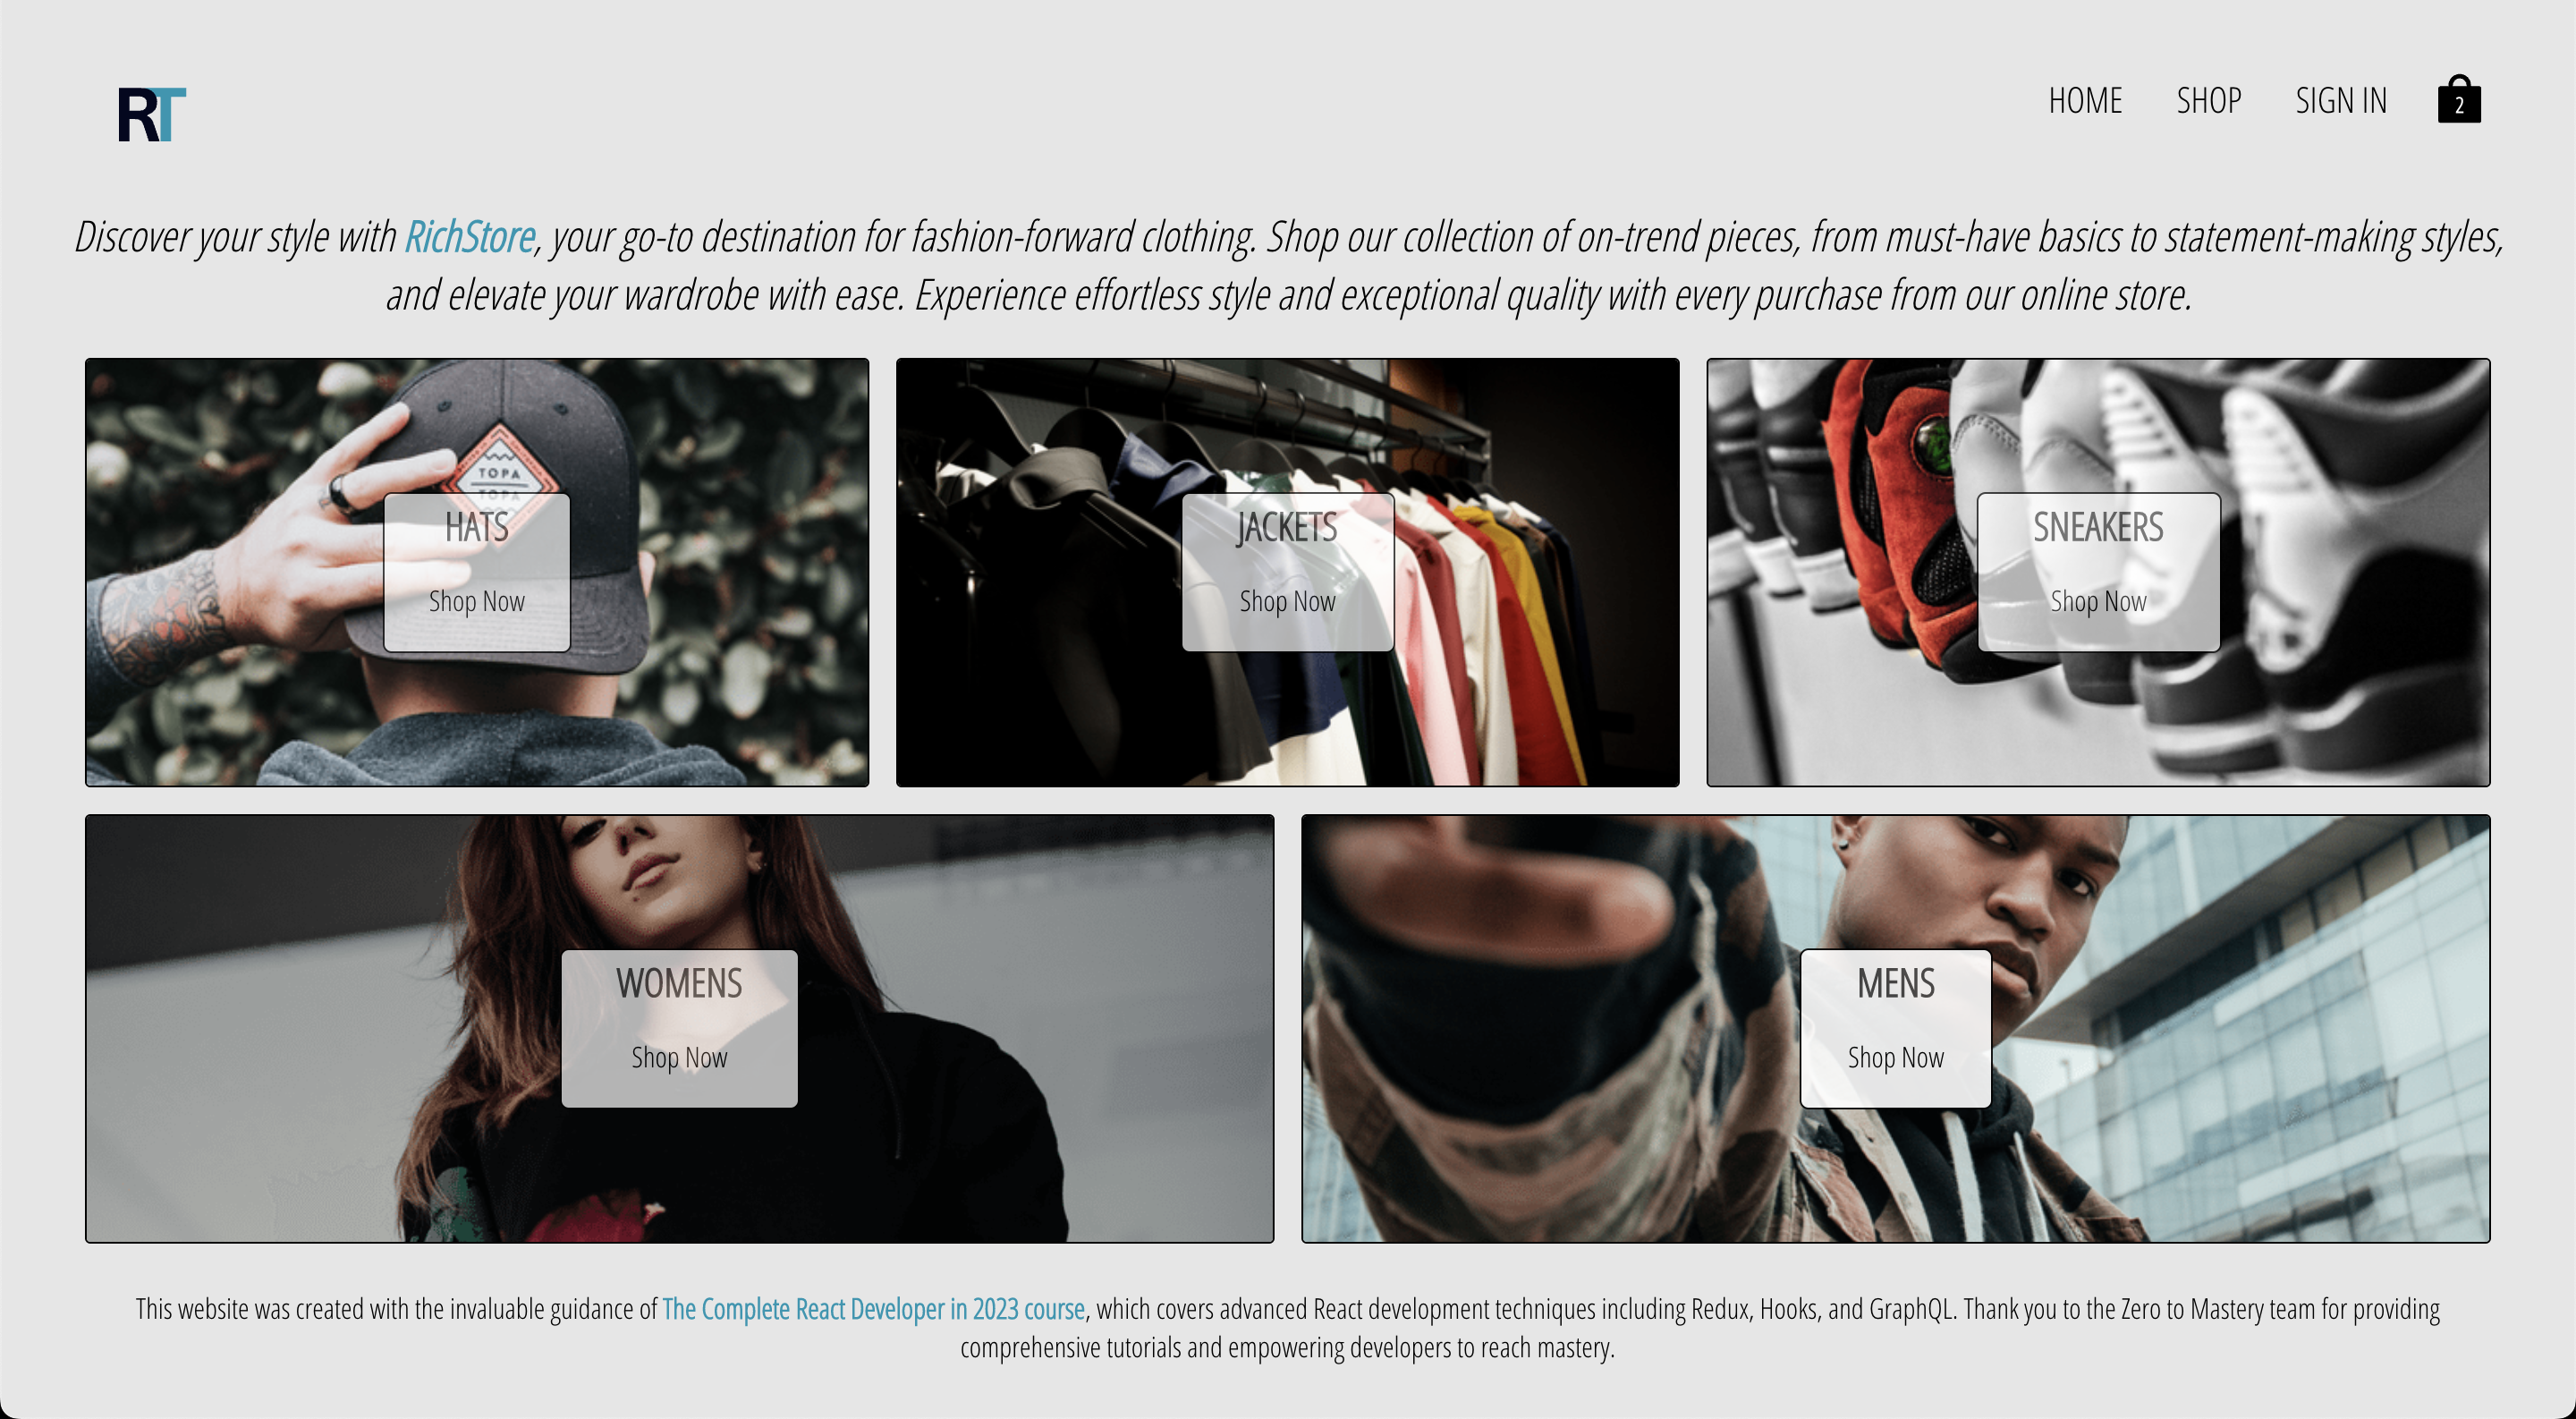 RT
HOME SHOP SIGN IN 2
Discover your style with RichStore, your go-to destination for fashion-forward clothing. Shop our collection of on-trend pieces, from must-have basics to statement-making styles,
and elevate your wardrobe with ease. Experience effortless style and exceptional quality with every purchase from our online store.
TOPA
TOPA
HATS
Shop Now
JACKETS
Shop Now
SNEAKERS
Shop Now
WOMENS
Shop Now
MENS
Shop Now
This website was created with the invaluable guidance of The Complete React Developer in 2023 course, which covers advanced React development techniques including Redux, Hooks, and GraphQL. Thank you to the Zero to Mastery team for providing
comprehensive tutorials and empowering developers to reach mastery.